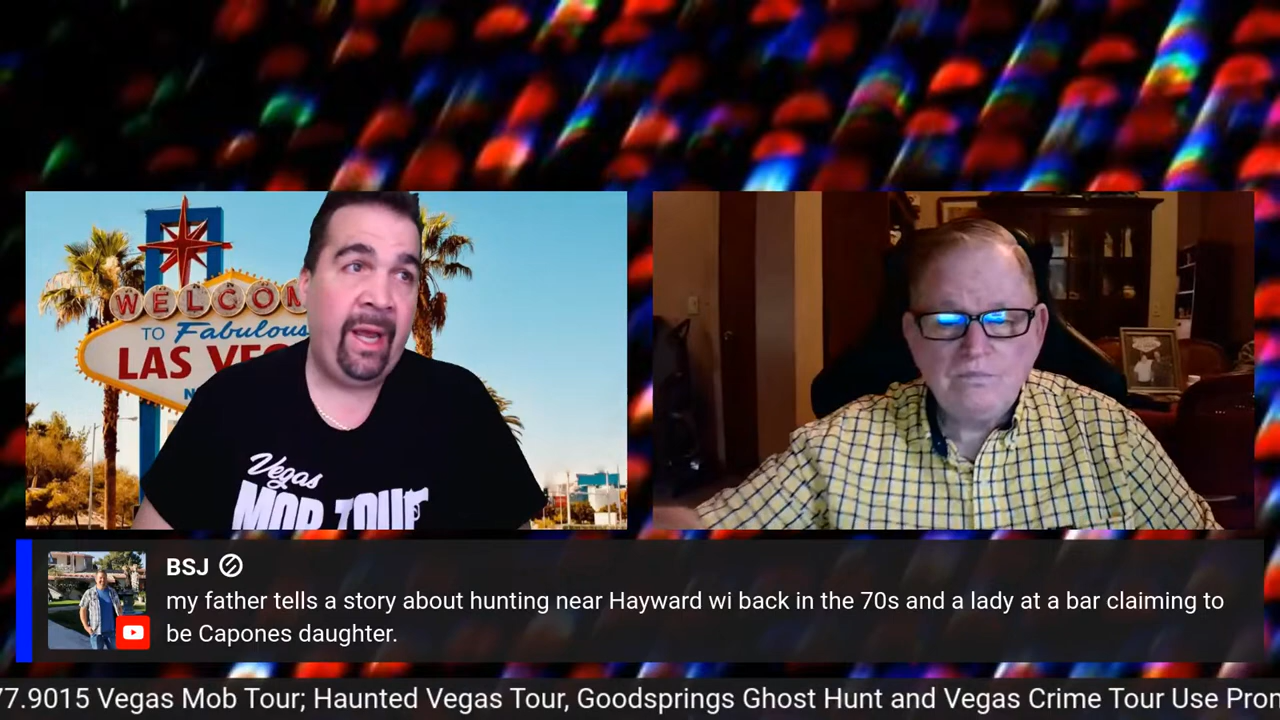 WELCOM
TO Fabulous
LAS VEG
N
Vegas
MOB TOUR
BSJ
my father tells a story about hunting near Hayward wi back in the 70s and a lady at a bar claiming to
be Capones daughter.
77.9015 Vegas Mob Tour; Haunted Vegas Tour, Goodsprings Ghost Hunt and Vegas Crime Tour Use Pron